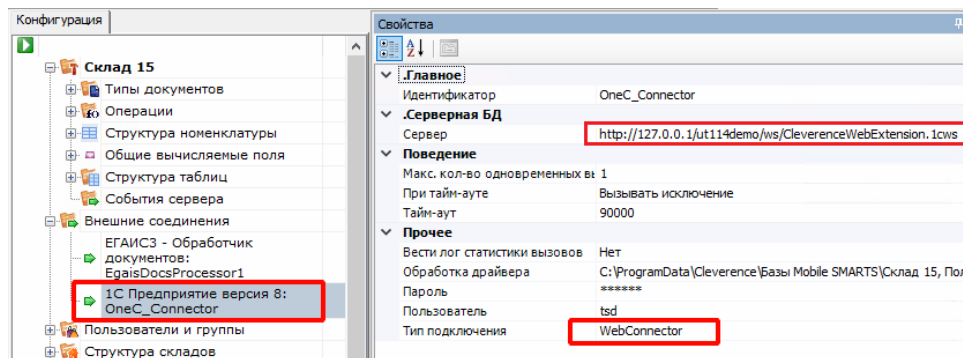 Конфигурация
Склад 15
Типы документов
Операции
Структура номенклатуры
Общие вычисляемые поля
Структура таблиц
События сервера
Внешние соединения
ЕГАИС3 - Обработчик
документов:
EgaisDocsProcessor1
1С Предприятие версия 8:
OneC_Connector
Пользователи и группы
Структура складов
Свойства
.Главное
Идентификатор OneC_Connector
.Серверная БД
Сервер http://127.0.0.1/ut114demo/ws/CleverenceWebExtension.1cws
Поведение
Макс. кол-во одновременных вы 1
При тайм-ауте Вызывать исключение
Тайм-аут 90000
Прочее
Вести лог статистики вызовов Нет
Обработка драйвера C:\ProgramData\Cleverence\Базы Mobile SMARTS\Склад 15, Пол
Пароль ******
Пользователь tsd
Тип подключения WebConnector